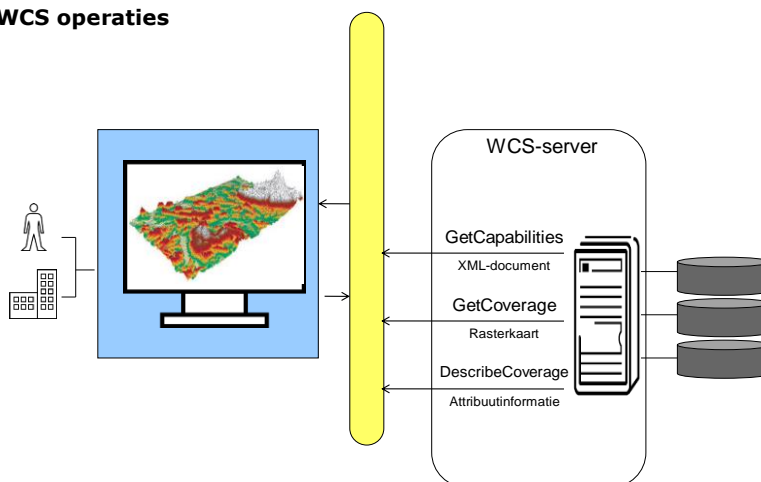 WCS operaties
WCS-server
GetCapabilities
XML-document
GetCoverage
Rasterkaart
DescribeCoverage
Attribuutinformatie